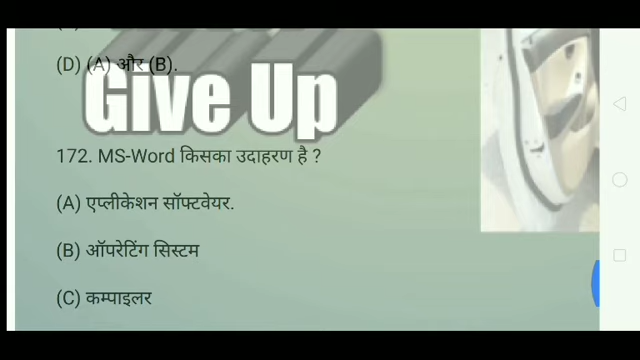 (D) (A) और (B).
Give Up
172. MS-Word किसका उदाहरण है ?
(A) एप्लीकेशन सॉफ्टवेयर.
(B) ऑपरेटिंग सिस्टम
(C) कम्पाइलर